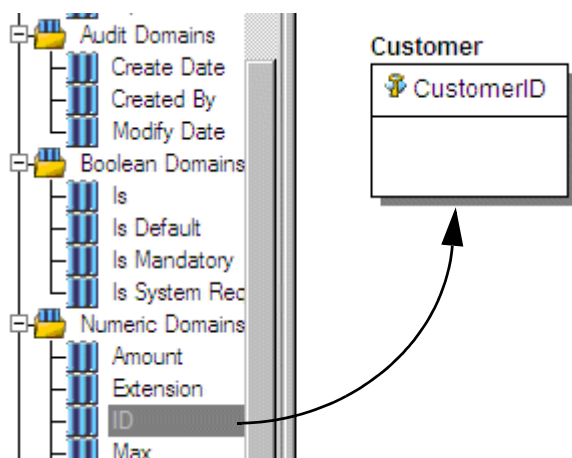 Audit Domains
Create Date
Created By
Modify Date
Boolean Domains
Is
Is Default
Is Mandatory
Is System Rec
Numeric Domains
Amount
Extension
ID
Max
Customer
CustomerID